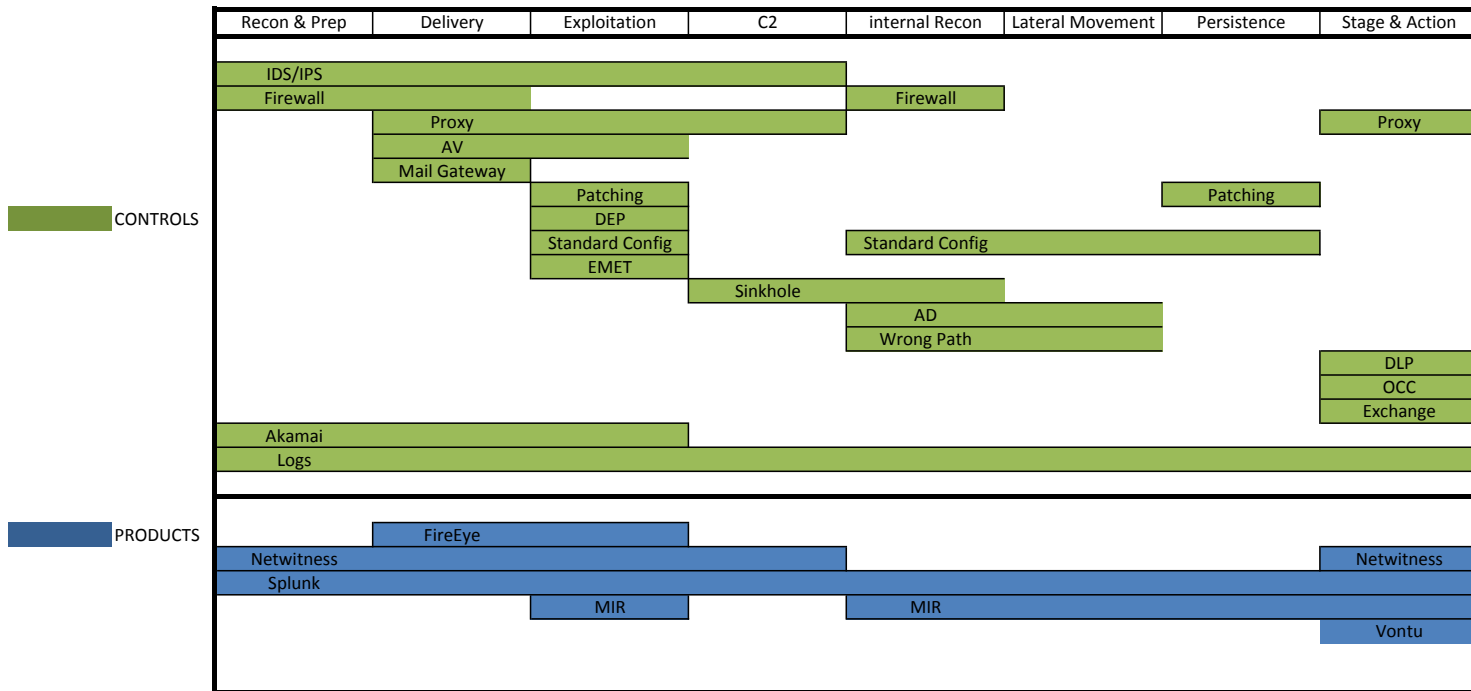 Recon & Prep Delivery Exploitation C2 internal Recon Lateral Movement Persistence Stage & Action
IDS/IPS
Firewall Firewall
Proxy Proxy
AV
Mail Gateway
Patching Patching
CONTROLS DEP
Standard Config Standard Config
EMET
Sinkhole
AD
Wrong Path
DLP
OCC
Exchange
Akamai
Logs
PRODUCTS FireEye
Netwitness Netwitness
Splunk
MIR MIR
Vontu